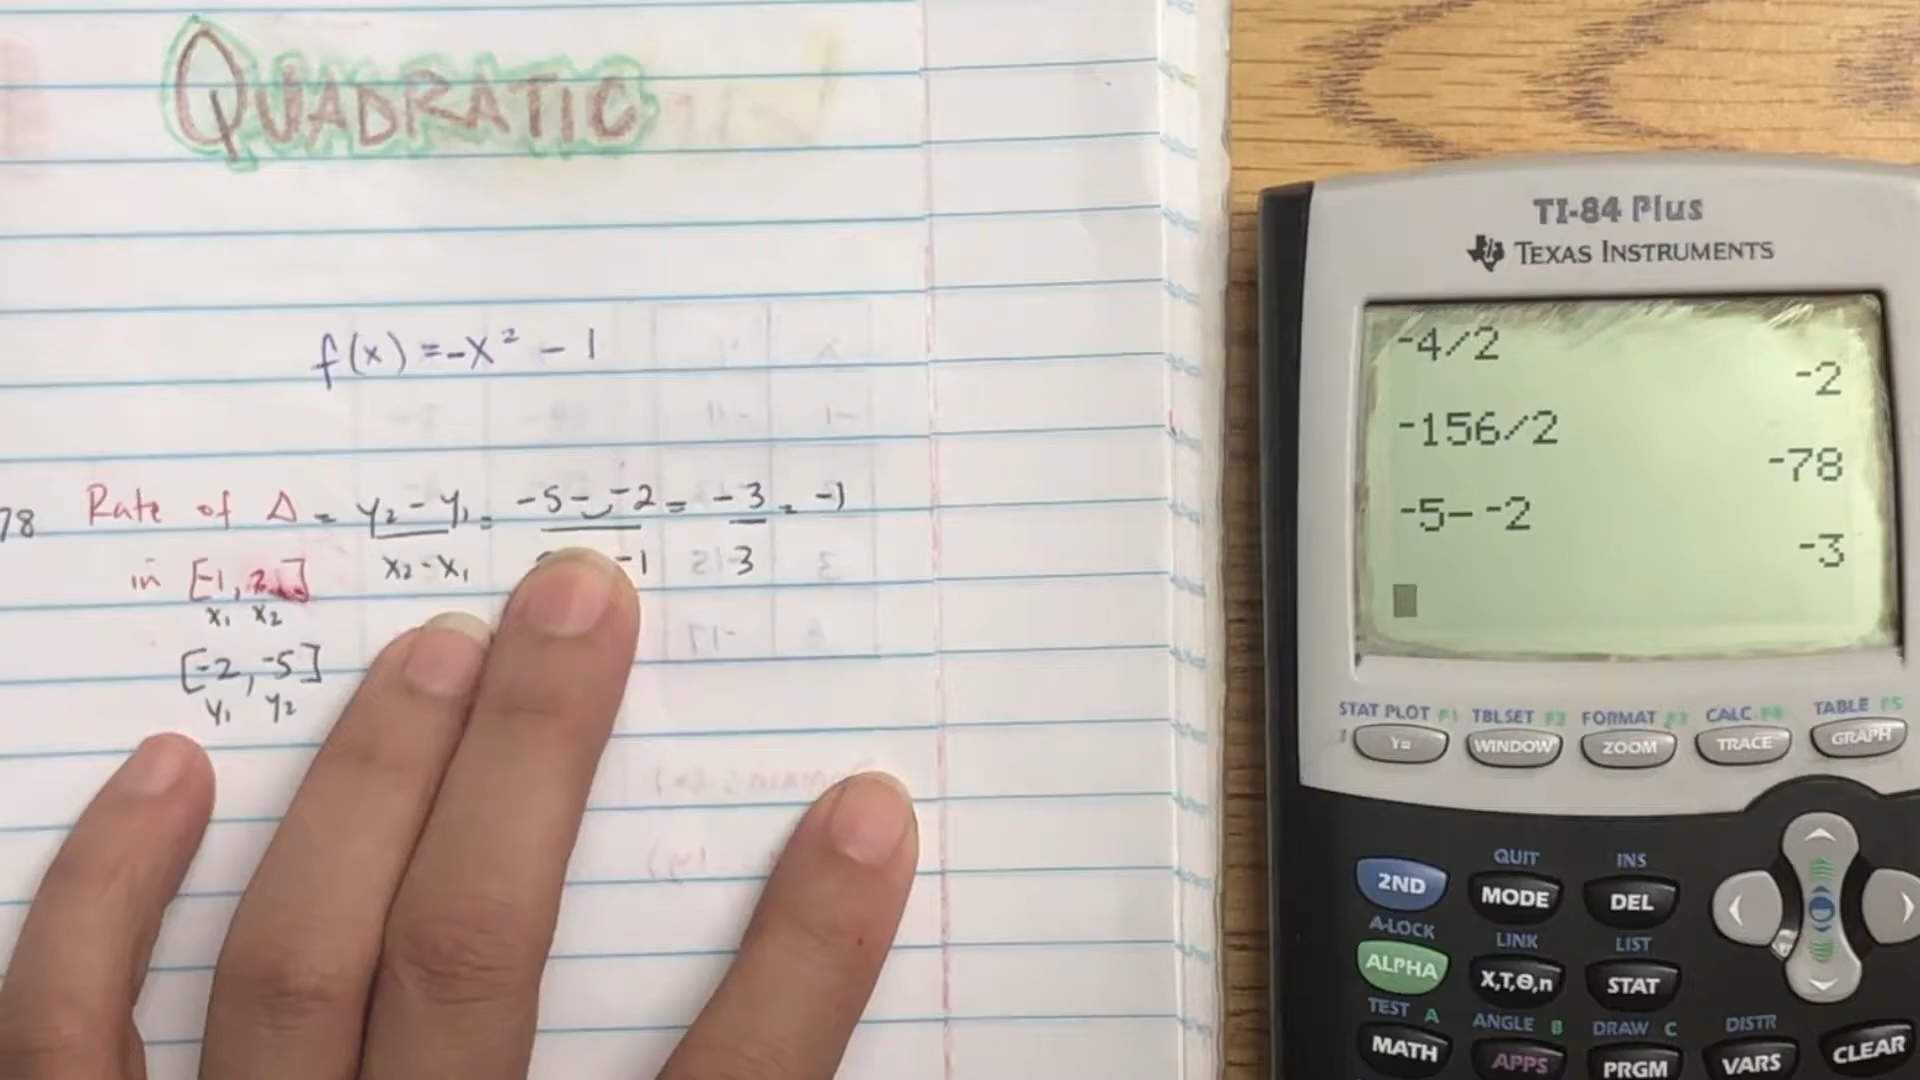 QUADRATIC
f(x) = -x² - 1
78 Rate of Δ = y₂ - y₁ = -5 - -2 = -3 = -1
in [-1, 2] x₂ - x₁ -1 3
x₁ x₂
[-2, -5]
y₁ y₂
TI-84 Plus
TEXAS INSTRUMENTS
-4/2
-2
-156/2
-78
-5- -2
-3
STAT PLOT F1 TBLSET F2 FORMAT F3 CALC F4 TABLE F5
Y= WINDOW ZOOM TRACE GRAPH
QUIT INS
2ND MODE DEL
A-LOCK LINK LIST
ALPHA X,T,θ,n STAT
TEST A ANGLE B DRAW C DISTR
MATH APPS PRGM VARS CLEAR